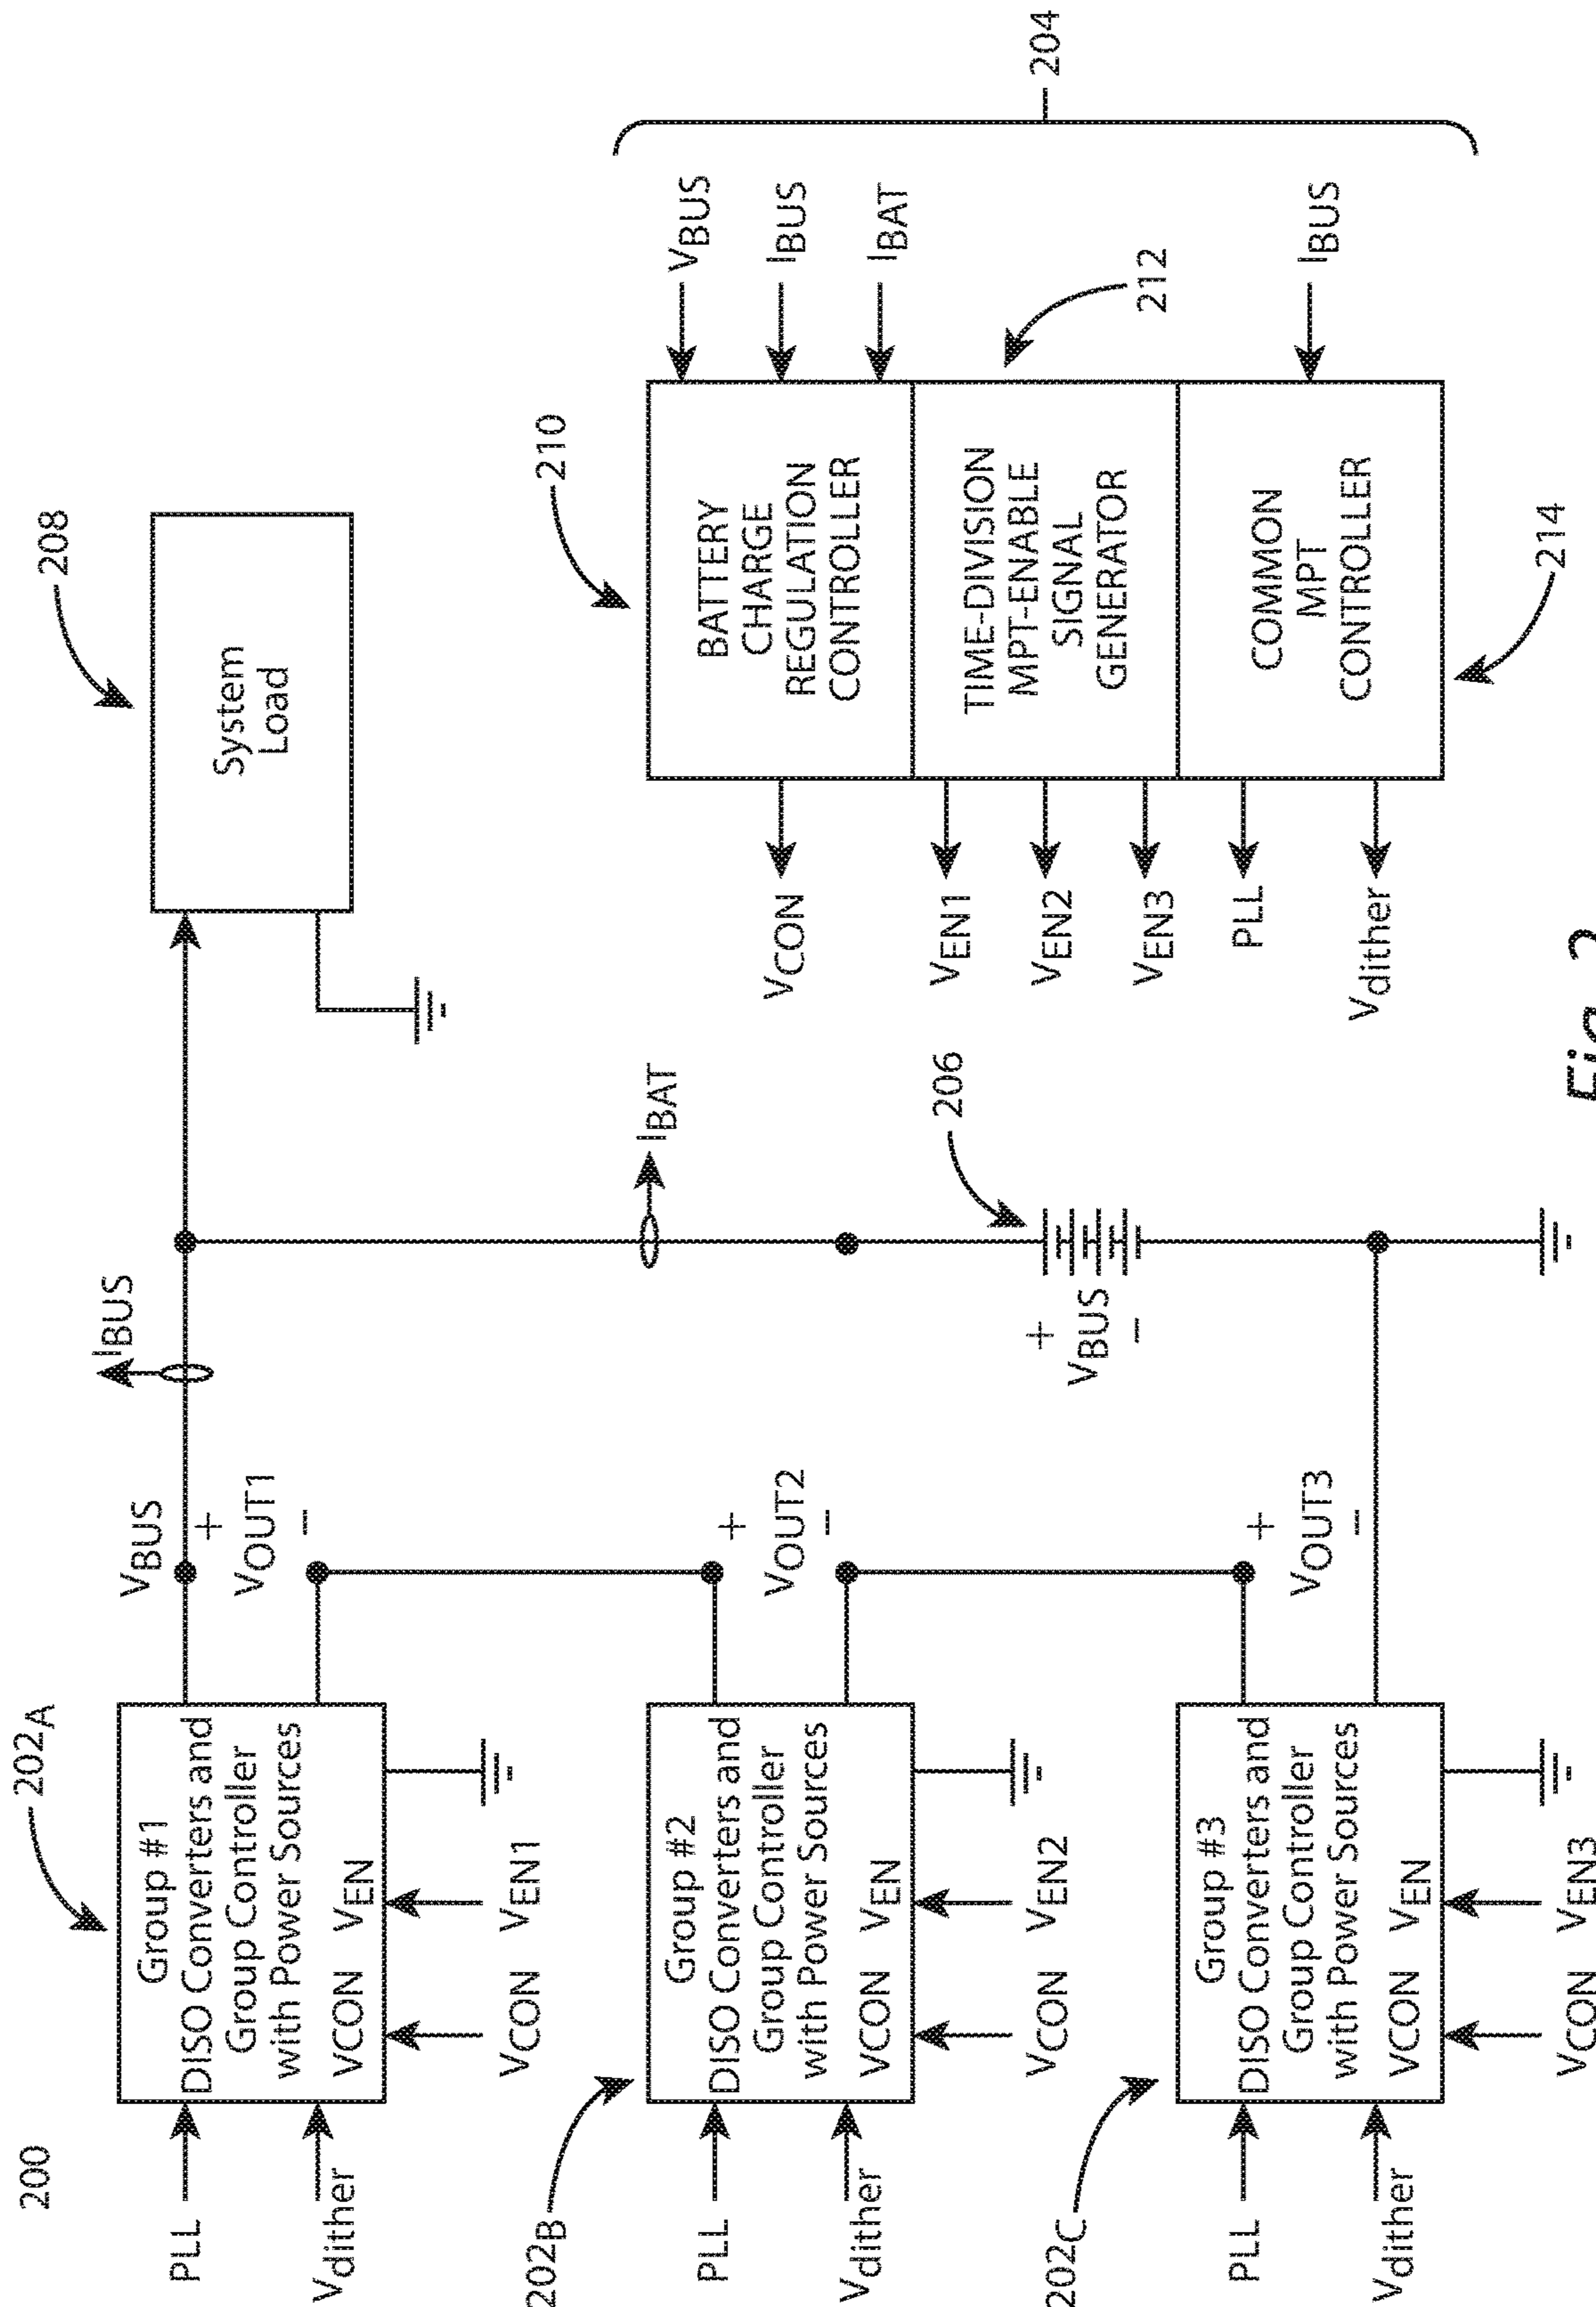 200
202A
PLL
Vdither
Group #1
DISO Converters and
Group Controller
with Power Sources
VCON VEN
VCON
VEN1
VBUS
+
VOUT1
−
IBUS
208
System
Load
202B
PLL
Vdither
Group #2
DISO Converters and
Group Controller
with Power Sources
VCON VEN
VCON
VEN2
+
VOUT2
−
IBAT
206
+
VBUS
−
202C
PLL
Vdither
Group #3
DISO Converters and
Group Controller
with Power Sources
VCON VEN
VCON
VEN3
+
VOUT3
−
210
BATTERY
CHARGE
REGULATION
CONTROLLER
VBUS
IBUS
IBAT
VCON
212
TIME-DIVISION
MPT-ENABLE
SIGNAL
GENERATOR
VEN1
VEN2
VEN3
COMMON
MPT
CONTROLLER
IBUS
PLL
Vdither
214
204
Fig. 2